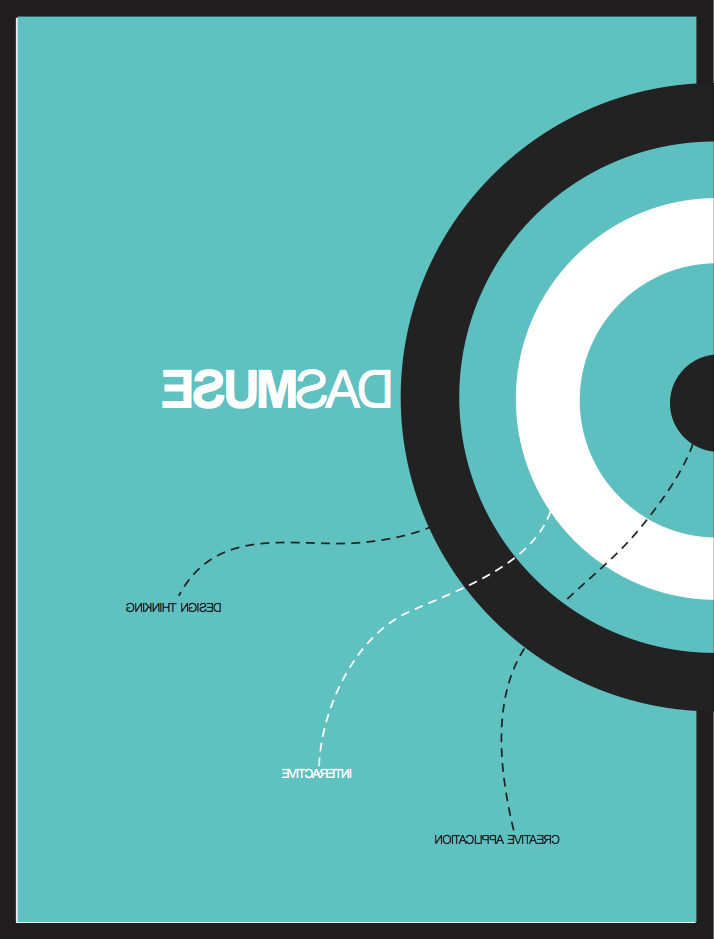 DASMUSE
DESIGN THINKING
INTERACTIVE
CREATIVE APPLICATION